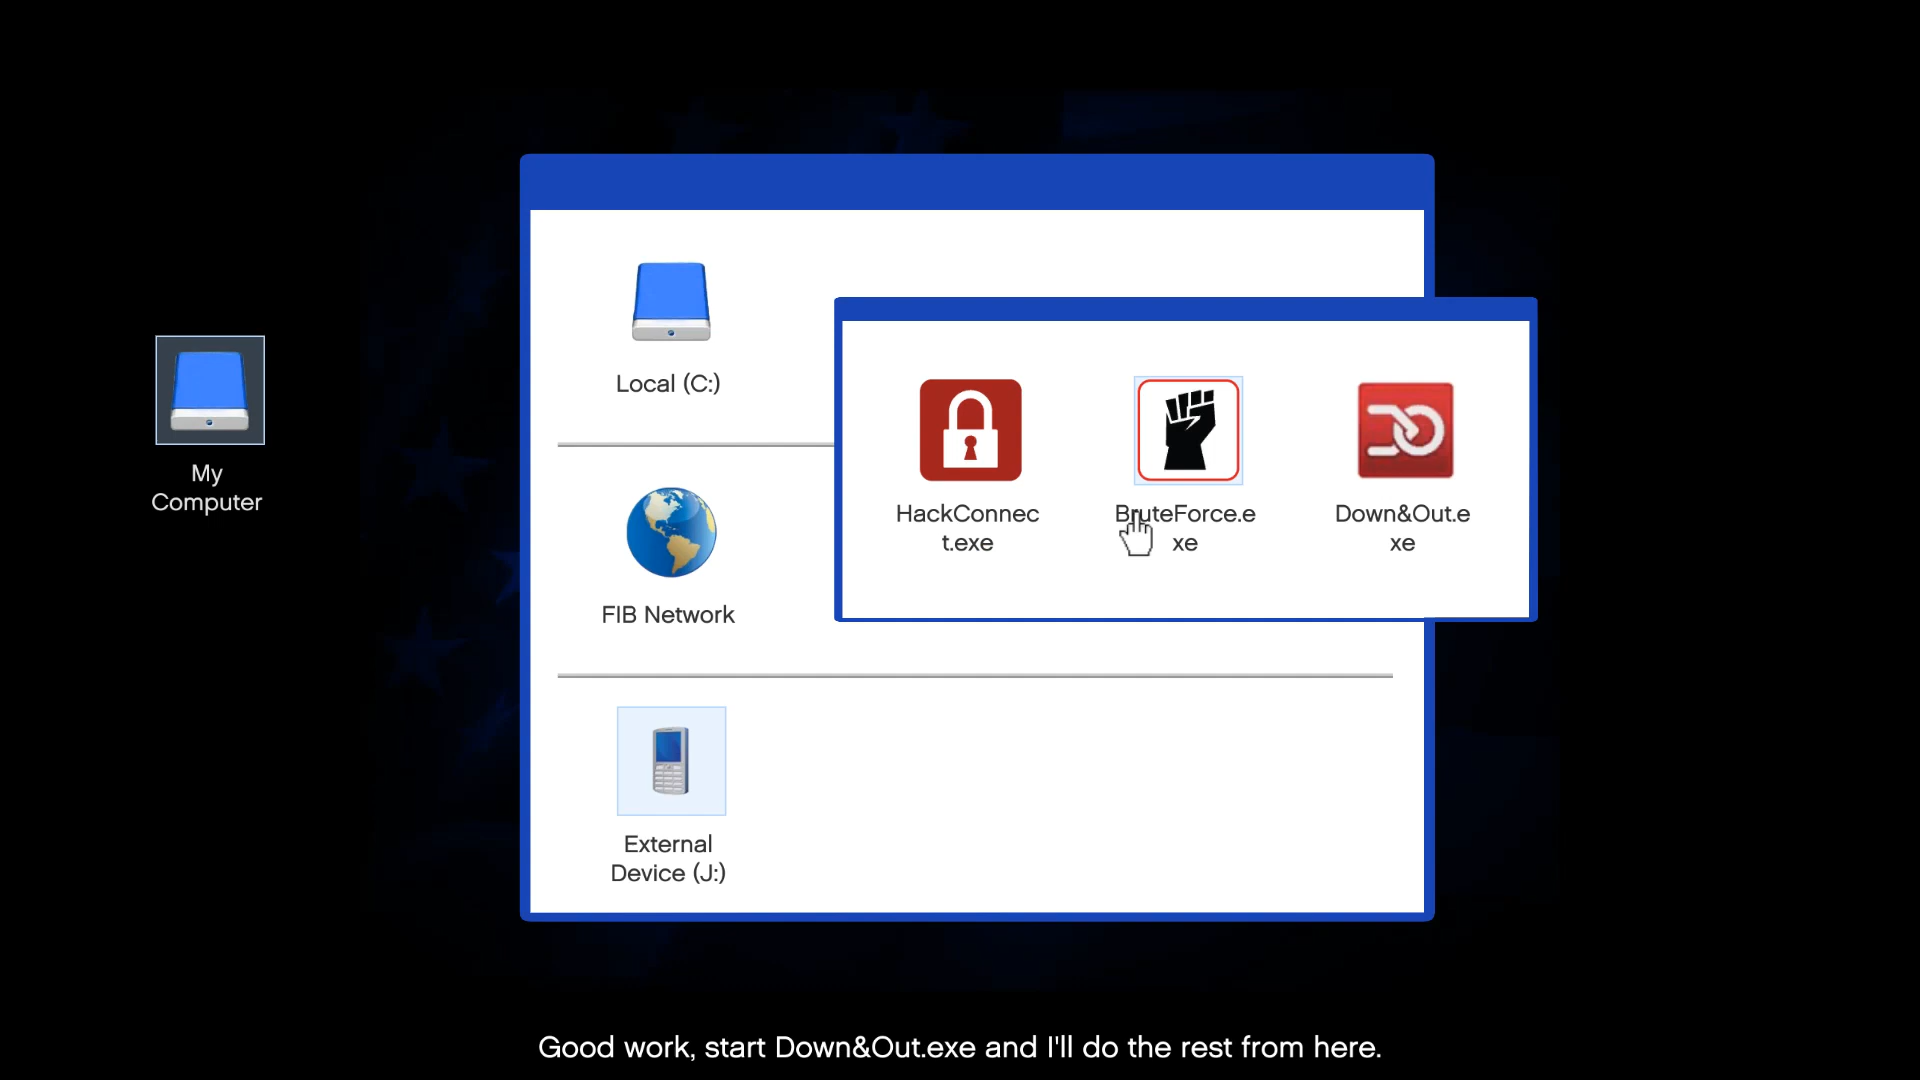 My
Computer
Local (C:)
FIB Network
External
Device (J:)
HackConnec
t.exe
BruteForce.e
xe
Down&Out.e
xe
Good work, start Down&Out.exe and I'll do the rest from here.